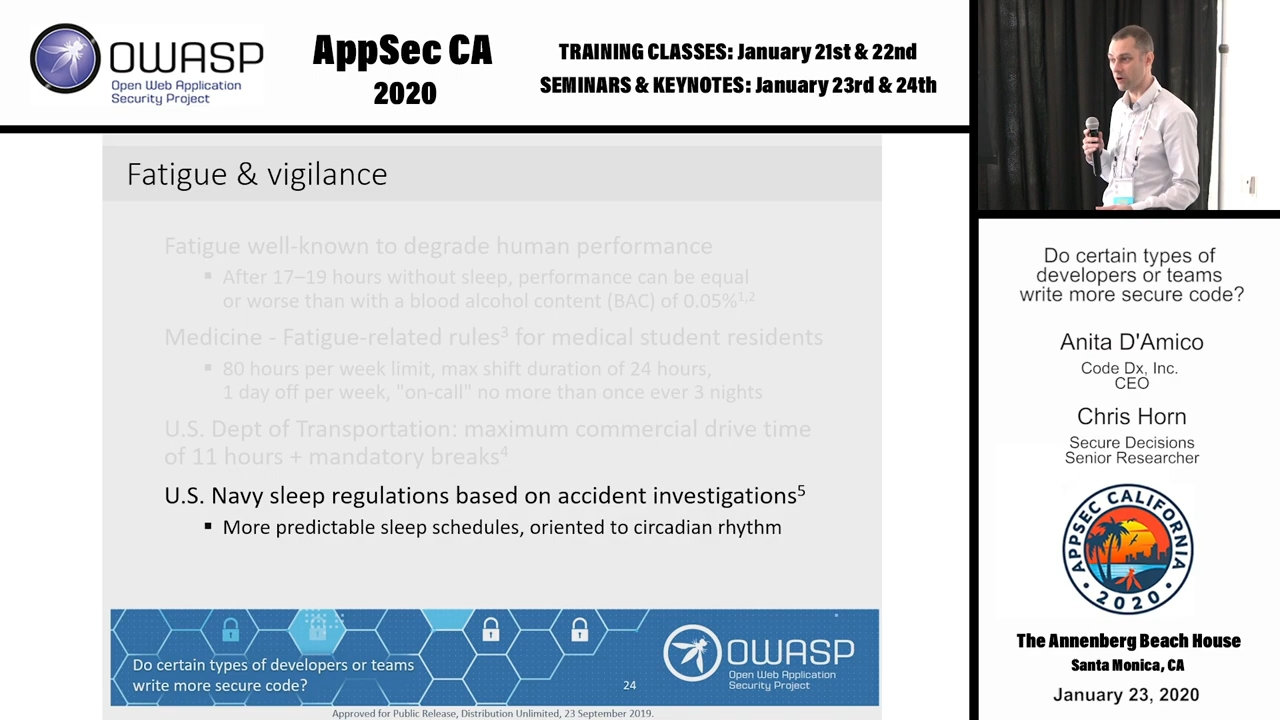 OWASP
Open Web Application
Security Project
AppSec CA
2020
TRAINING CLASSES: January 21st & 22nd
SEMINARS & KEYNOTES: January 23rd & 24th
Fatigue & vigilance
Fatigue well-known to degrade human performance
▪ After 17–19 hours without sleep, performance can be equal
or worse than with a blood alcohol content (BAC) of 0.05%1,2
Medicine - Fatigue-related rules3 for medical student residents
▪ 80 hours per week limit, max shift duration of 24 hours,
1 day off per week, "on-call" no more than once ever 3 nights
U.S. Dept of Transportation: maximum commercial drive time
of 11 hours + mandatory breaks4
U.S. Navy sleep regulations based on accident investigations5
▪ More predictable sleep schedules, oriented to circadian rhythm
Do certain types of developers or teams
write more secure code?
24
OWASP
Open Web Application
Security Project
Approved for Public Release, Distribution Unlimited, 23 September 2019.
Do certain types of
developers or teams
write more secure code?
Anita D'Amico
Code Dx, Inc.
CEO
Chris Horn
Secure Decisions
Senior Researcher
APPSEC CALIFORNIA
• 2020 •
The Annenberg Beach House
Santa Monica, CA
January 23, 2020